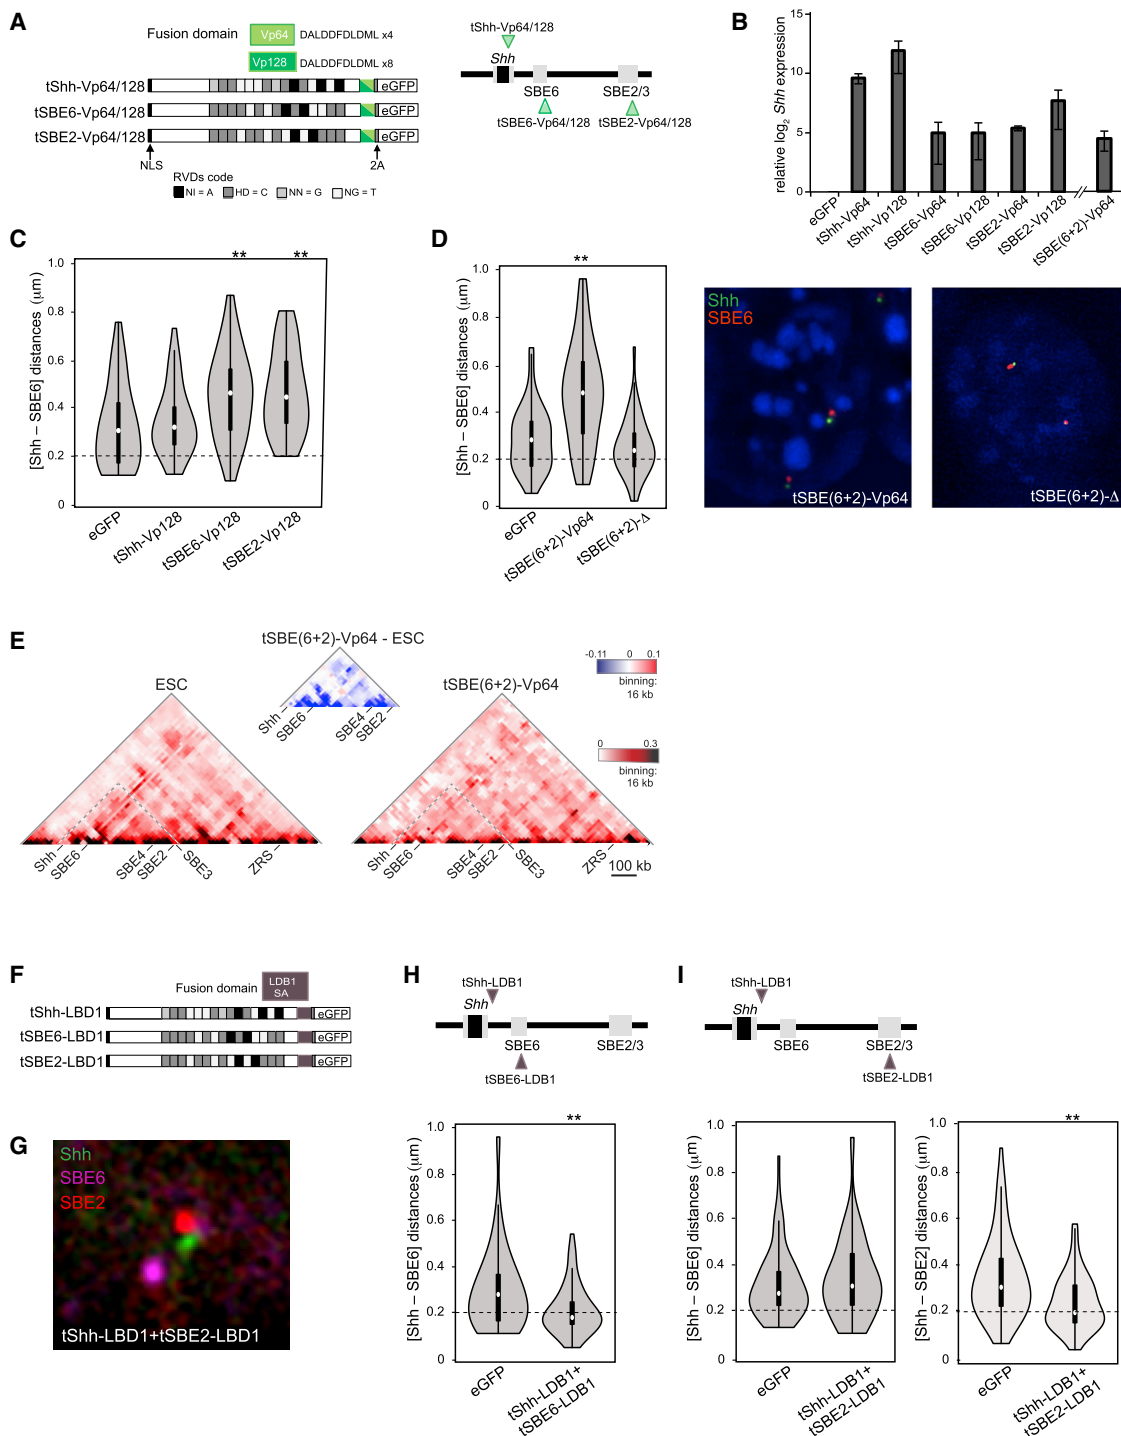 A
Fusion domain
Vp64
DALDDFDLDML x4
Vp128
DALDDFDLDML x8
tShh-Vp64/128
eGFP
tSBE6-Vp64/128
eGFP
tSBE2-Vp64/128
eGFP
NLS
2A
RVDs code
NI = A
HD = C
NN = G
NG = T
tShh-Vp64/128
Shh
SBE6
SBE2/3
tSBE6-Vp64/128
tSBE2-Vp64/128
B
relative log2 Shh expression
15
10
5
0
eGFP
tShh-Vp64
tShh-Vp128
tSBE6-Vp64
tSBE6-Vp128
tSBE2-Vp64
tSBE2-Vp128
tSBE(6+2)-Vp64
C
[Shh – SBE6] distances (µm)
1.0
0.8
0.6
0.4
0.2
0
**
**
eGFP
tShh-Vp128
tSBE6-Vp128
tSBE2-Vp128
D
[Shh – SBE6] distances (µm)
1.0
0.8
0.6
0.4
0.2
0
**
eGFP
tSBE(6+2)-Vp64
tSBE(6+2)-Δ
Shh
SBE6
tSBE(6+2)-Vp64
tSBE(6+2)-Δ
E
tSBE(6+2)-Vp64 - ESC
Shh
SBE6
SBE4
SBE2
-0.11
0
0.1
binning:
16 kb
ESC
Shh
SBE6
SBE4
SBE2
SBE3
ZRS
tSBE(6+2)-Vp64
Shh
SBE6
SBE4
SBE2
SBE3
ZRS
0
0.3
binning:
16 kb
100 kb
F
Fusion domain
LDB1
SA
tShh-LBD1
eGFP
tSBE6-LBD1
eGFP
tSBE2-LBD1
eGFP
G
Shh
SBE6
SBE2
tShh-LBD1+tSBE2-LBD1
H
tShh-LDB1
Shh
SBE6
SBE2/3
tSBE6-LDB1
[Shh – SBE6] distances (µm)
1.0
0.8
0.6
0.4
0.2
0
**
eGFP
tShh-LDB1+
tSBE6-LDB1
I
tShh-LDB1
Shh
SBE6
SBE2/3
tSBE2-LDB1
[Shh – SBE6] distances (µm)
1.0
0.8
0.6
0.4
0.2
0
eGFP
tShh-LDB1+
tSBE2-LDB1
[Shh – SBE2] distances (µm)
1.0
0.8
0.6
0.4
0.2
0
**
eGFP
tShh-LDB1+
tSBE2-LDB1